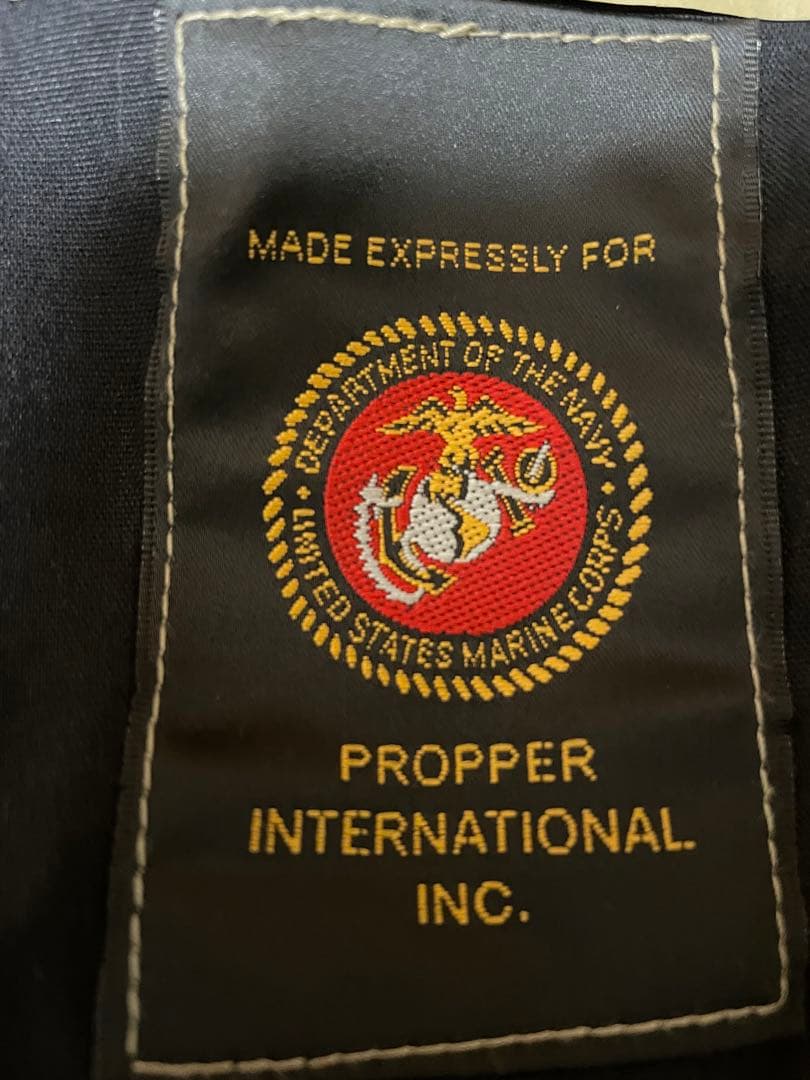 MADE EXPRESSLY FOR
DEPARTMENT OF THE NAVY
• UNITED STATES MARINE CORPS •
PROPPER
INTERNATIONAL
INC.